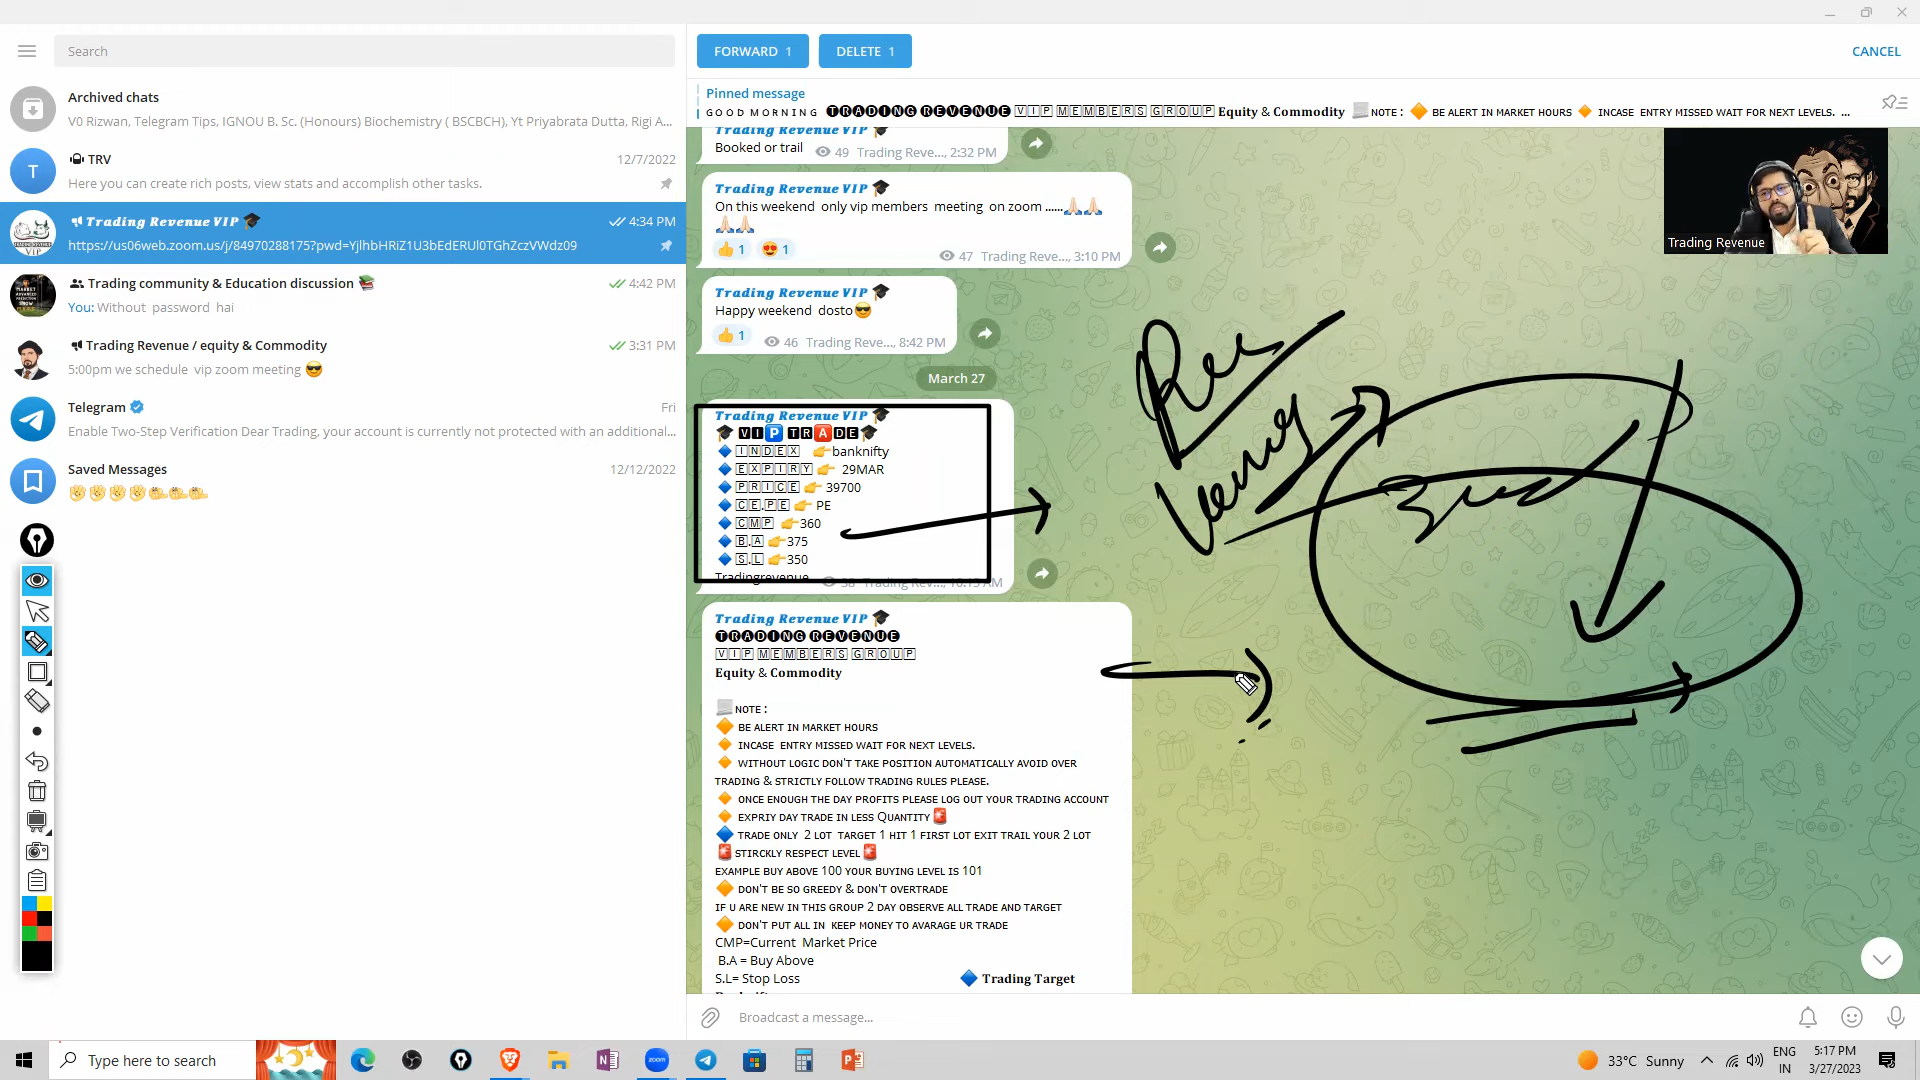 Search
FORWARD 1
DELETE 1
CANCEL
Archived chats
V0 Rizwan, Telegram Tips, IGNOU B. Sc. (Honours) Biochemistry ( BSCBCH), Yt Priyabrata Dutta, Rigi A...
TRV
12/7/2022
Here you can create rich posts, view stats and accomplish other tasks.
Trading Revenue VIP 🎓
4:34 PM
https://us06web.zoom.us/j/84970288175?pwd=YjlhbHRiZ1U3bEdERUl0TGhZczVWdz09
Trading community & Education discussion 📚
4:42 PM
You: Without password hai
Trading Revenue / equity & Commodity
3:31 PM
5:00pm we schedule vip zoom meeting 😎
Telegram
Fri
Enable Two-Step Verification Dear Trading, your account is currently not protected with an additional...
Saved Messages
12/12/2022
Pinned message
GOOD MORNING TRADING REVENUE VIP MEMBERS GROUP Equity & Commodity NOTE : 🔶 BE ALERT IN MARKET HOURS 🔸 INCASE ENTRY MISSED WAIT FOR NEXT LEVELS. ...
Trading Revenue VIP 🎓
Booked or trail
49 Trading Reve..., 2:32 PM
Trading Revenue VIP 🎓
On this weekend only vip members meeting on zoom ......🙏🏻🙏🏻
🙏🏻🙏🏻
👍 1 😍 1
47 Trading Reve..., 3:10 PM
Trading Revenue VIP 🎓
Happy weekend dosto😎
👍 1
46 Trading Reve..., 8:42 PM
March 27
Trading Revenue VIP 🎓
🎓 VIP TRADE🎓
🔷 INDEX 👉banknifty
🔷 EXPIRY 👉 29MAR
🔷 PRICE 👉 39700
🔷 CE.PE 👉 PE
🔷 CMP 👉360
🔷 B.A 👉375
🔷 S.L 👉350
Tradingrevenue
Trading Revenue VIP 🎓
TRADING REVENUE
VIP MEMBERS GROUP
Equity & Commodity
NOTE :
🔶 BE ALERT IN MARKET HOURS
🔸 INCASE ENTRY MISSED WAIT FOR NEXT LEVELS.
🔸 WITHOUT LOGIC DON'T TAKE POSITION AUTOMATICALLY AVOID OVER
TRADING & STRICTLY FOLLOW TRADING RULES PLEASE.
🔸 ONCE ENOUGH THE DAY PROFITS PLEASE LOG OUT YOUR TRADING ACCOUNT
🔸 EXPRIY DAY TRADE IN LESS QUANTITY 🚨
🔷 TRADE ONLY 2 LOT TARGET 1 HIT 1 FIRST LOT EXIT TRAIL YOUR 2 LOT
🚨 STIRCKLY RESPECT LEVEL 🚨
EXAMPLE BUY ABOVE 100 YOUR BUYING LEVEL IS 101
🔶 DON'T BE SO GREEDY & DON'T OVERTRADE
IF U ARE NEW IN THIS GROUP 2 DAY OBSERVE ALL TRADE AND TARGET
🔶 DON'T PUT ALL IN KEEP MONEY TO AVARAGE UR TRADE
CMP=Current Market Price
B.A = Buy Above
S.L= Stop Loss
🔷 Trading Target
Trading Revenue
Broadcast a message...
Type here to search
zoom
33°C Sunny
ENG
IN
5:17 PM
3/27/2023